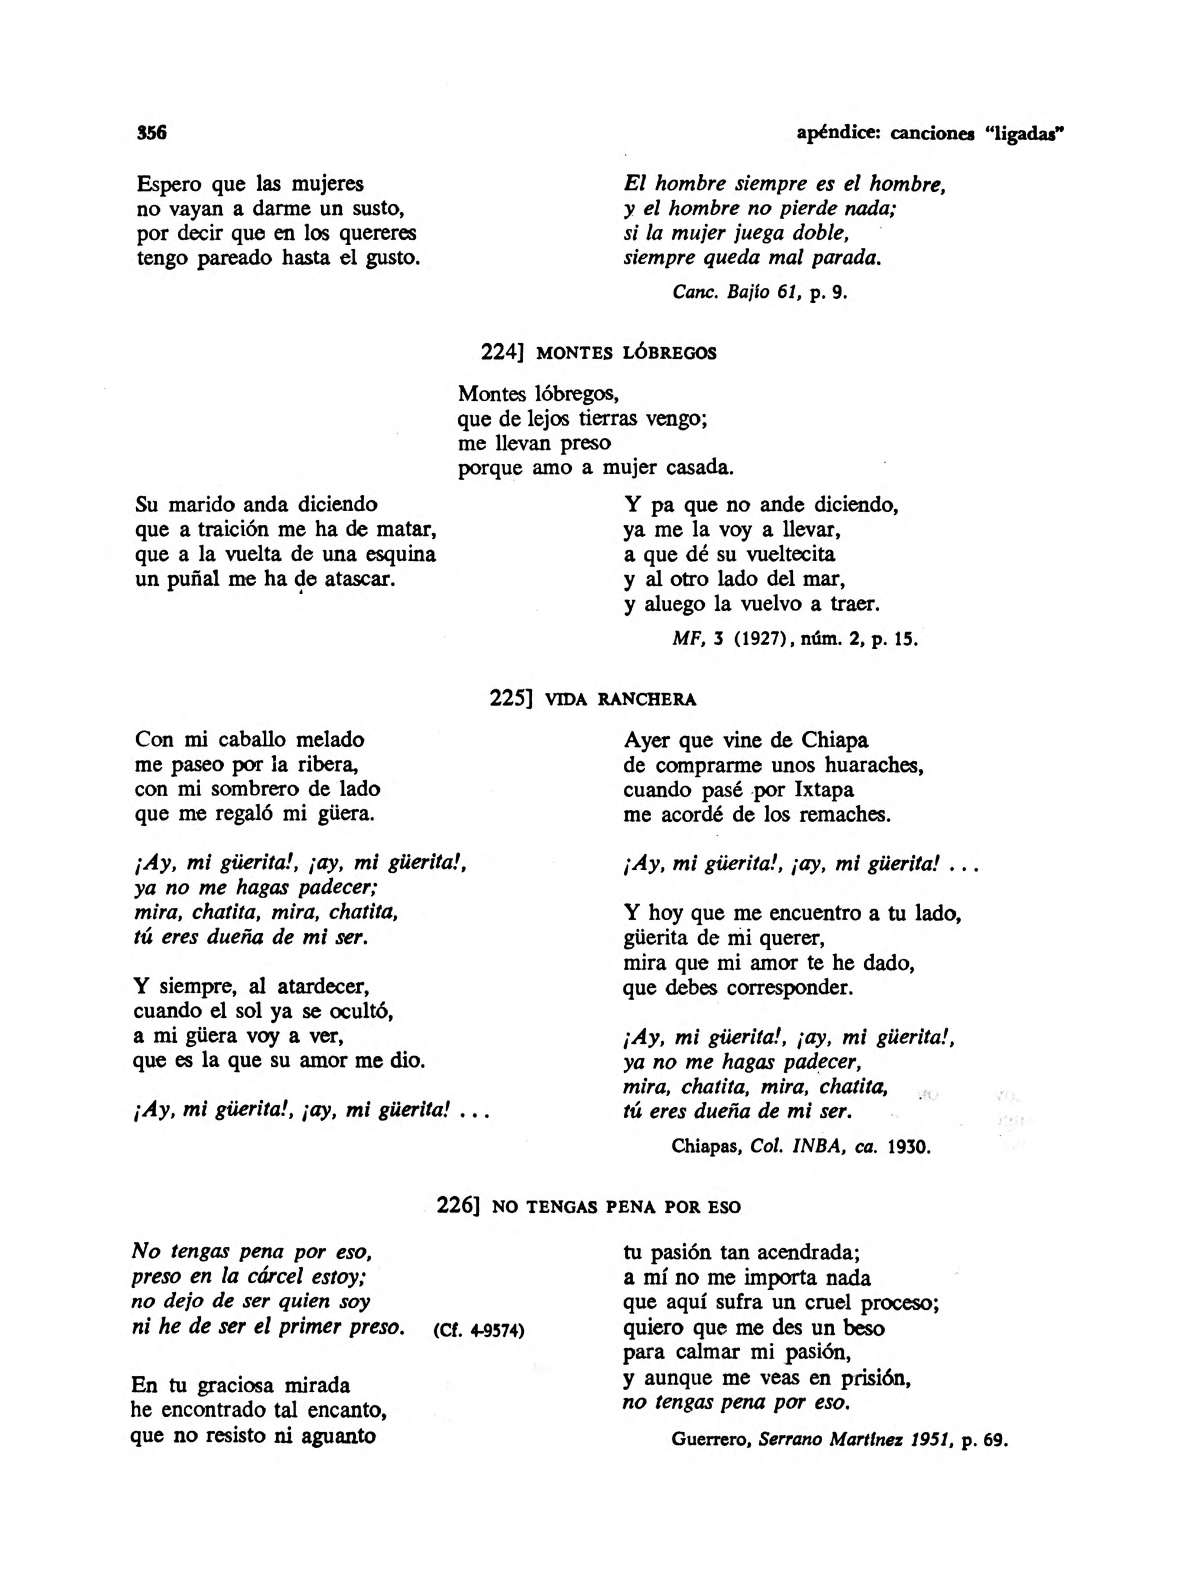 356
apéndice: canciones “ligadas”
Espero que las mujeres
no vayan a darme un susto,
por decir que en los quereres
tengo pareado hasta el gusto.
El hombre siempre es el hombre,
y el hombre no pierde nada;
si la mujer juega doble,
siempre queda mal parada.
Canc. Bajío 61, p. 9.
224] MONTES LÓBREGOS
Montes lóbregos,
que de lejos tierras vengo;
me llevan preso
porque amo a mujer casada.
Su marido anda diciendo
que a traición me ha de matar,
que a la vuelta de una esquina
un puñal me ha de atascar.
Y pa que no ande diciendo,
ya me la voy a llevar,
a que dé su vueltecita
y al otro lado del mar,
y aluego la vuelvo a traer.
MF, 3 (1927), núm. 2, p. 15.
225] VIDA RANCHERA
Con mi caballo melado
me paseo por la ribera,
con mi sombrero de lado
que me regaló mi güera.
¡Ay, mi güerita!, ¡ay, mi güerita!,
ya no me hagas padecer;
mira, chatita, mira, chatita,
tú eres dueña de mi ser.
Y siempre, al atardecer,
cuando el sol ya se ocultó,
a mi güera voy a ver,
que es la que su amor me dio.
¡Ay, mi güerita!, ¡ay, mi güerita! . . .
Ayer que vine de Chiapa
de comprarme unos huaraches,
cuando pasé por Ixtapa
me acordé de los remaches.
¡Ay, mi güerita!, ¡ay, mi güerita! . . .
Y hoy que me encuentro a tu lado,
güerita de mi querer,
mira que mi amor te he dado,
que debes corresponder.
¡Ay, mi güerita!, ¡ay, mi güerita!,
ya no me hagas padecer,
mira, chatita, mira, chatita,
tú eres dueña de mi ser.
Chiapas, Col. INBA, ca. 1930.
226] NO TENGAS PENA POR ESO
No tengas pena por eso,
preso en la cárcel estoy;
no dejo de ser quien soy
ni he de ser el primer preso. (Cf. 4-9574)
En tu graciosa mirada
he encontrado tal encanto,
que no resisto ni aguanto
tu pasión tan acendrada;
a mí no me importa nada
que aquí sufra un cruel proceso;
quiero que me des un beso
para calmar mi pasión,
y aunque me veas en prisión,
no tengas pena por eso.
Guerrero, Serrano Martínez 1951, p. 69.